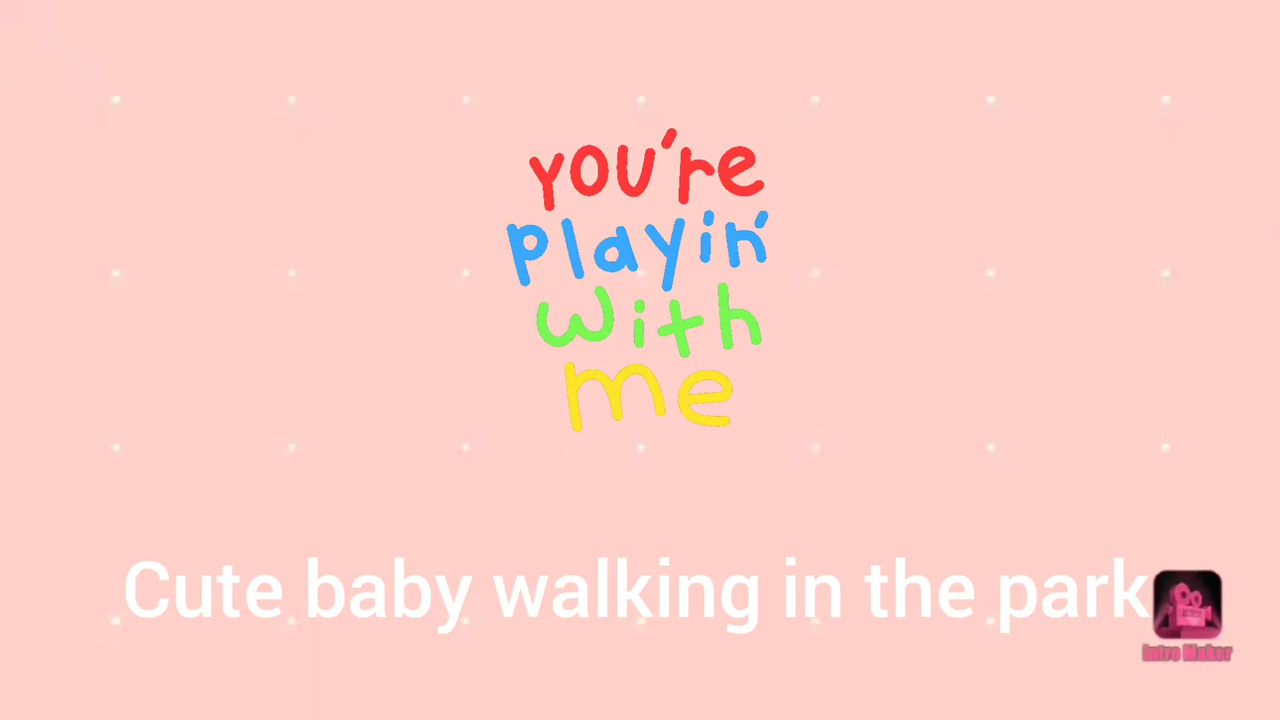 you're
playin'
with
me
Cute baby walking in the park
Intro Maker